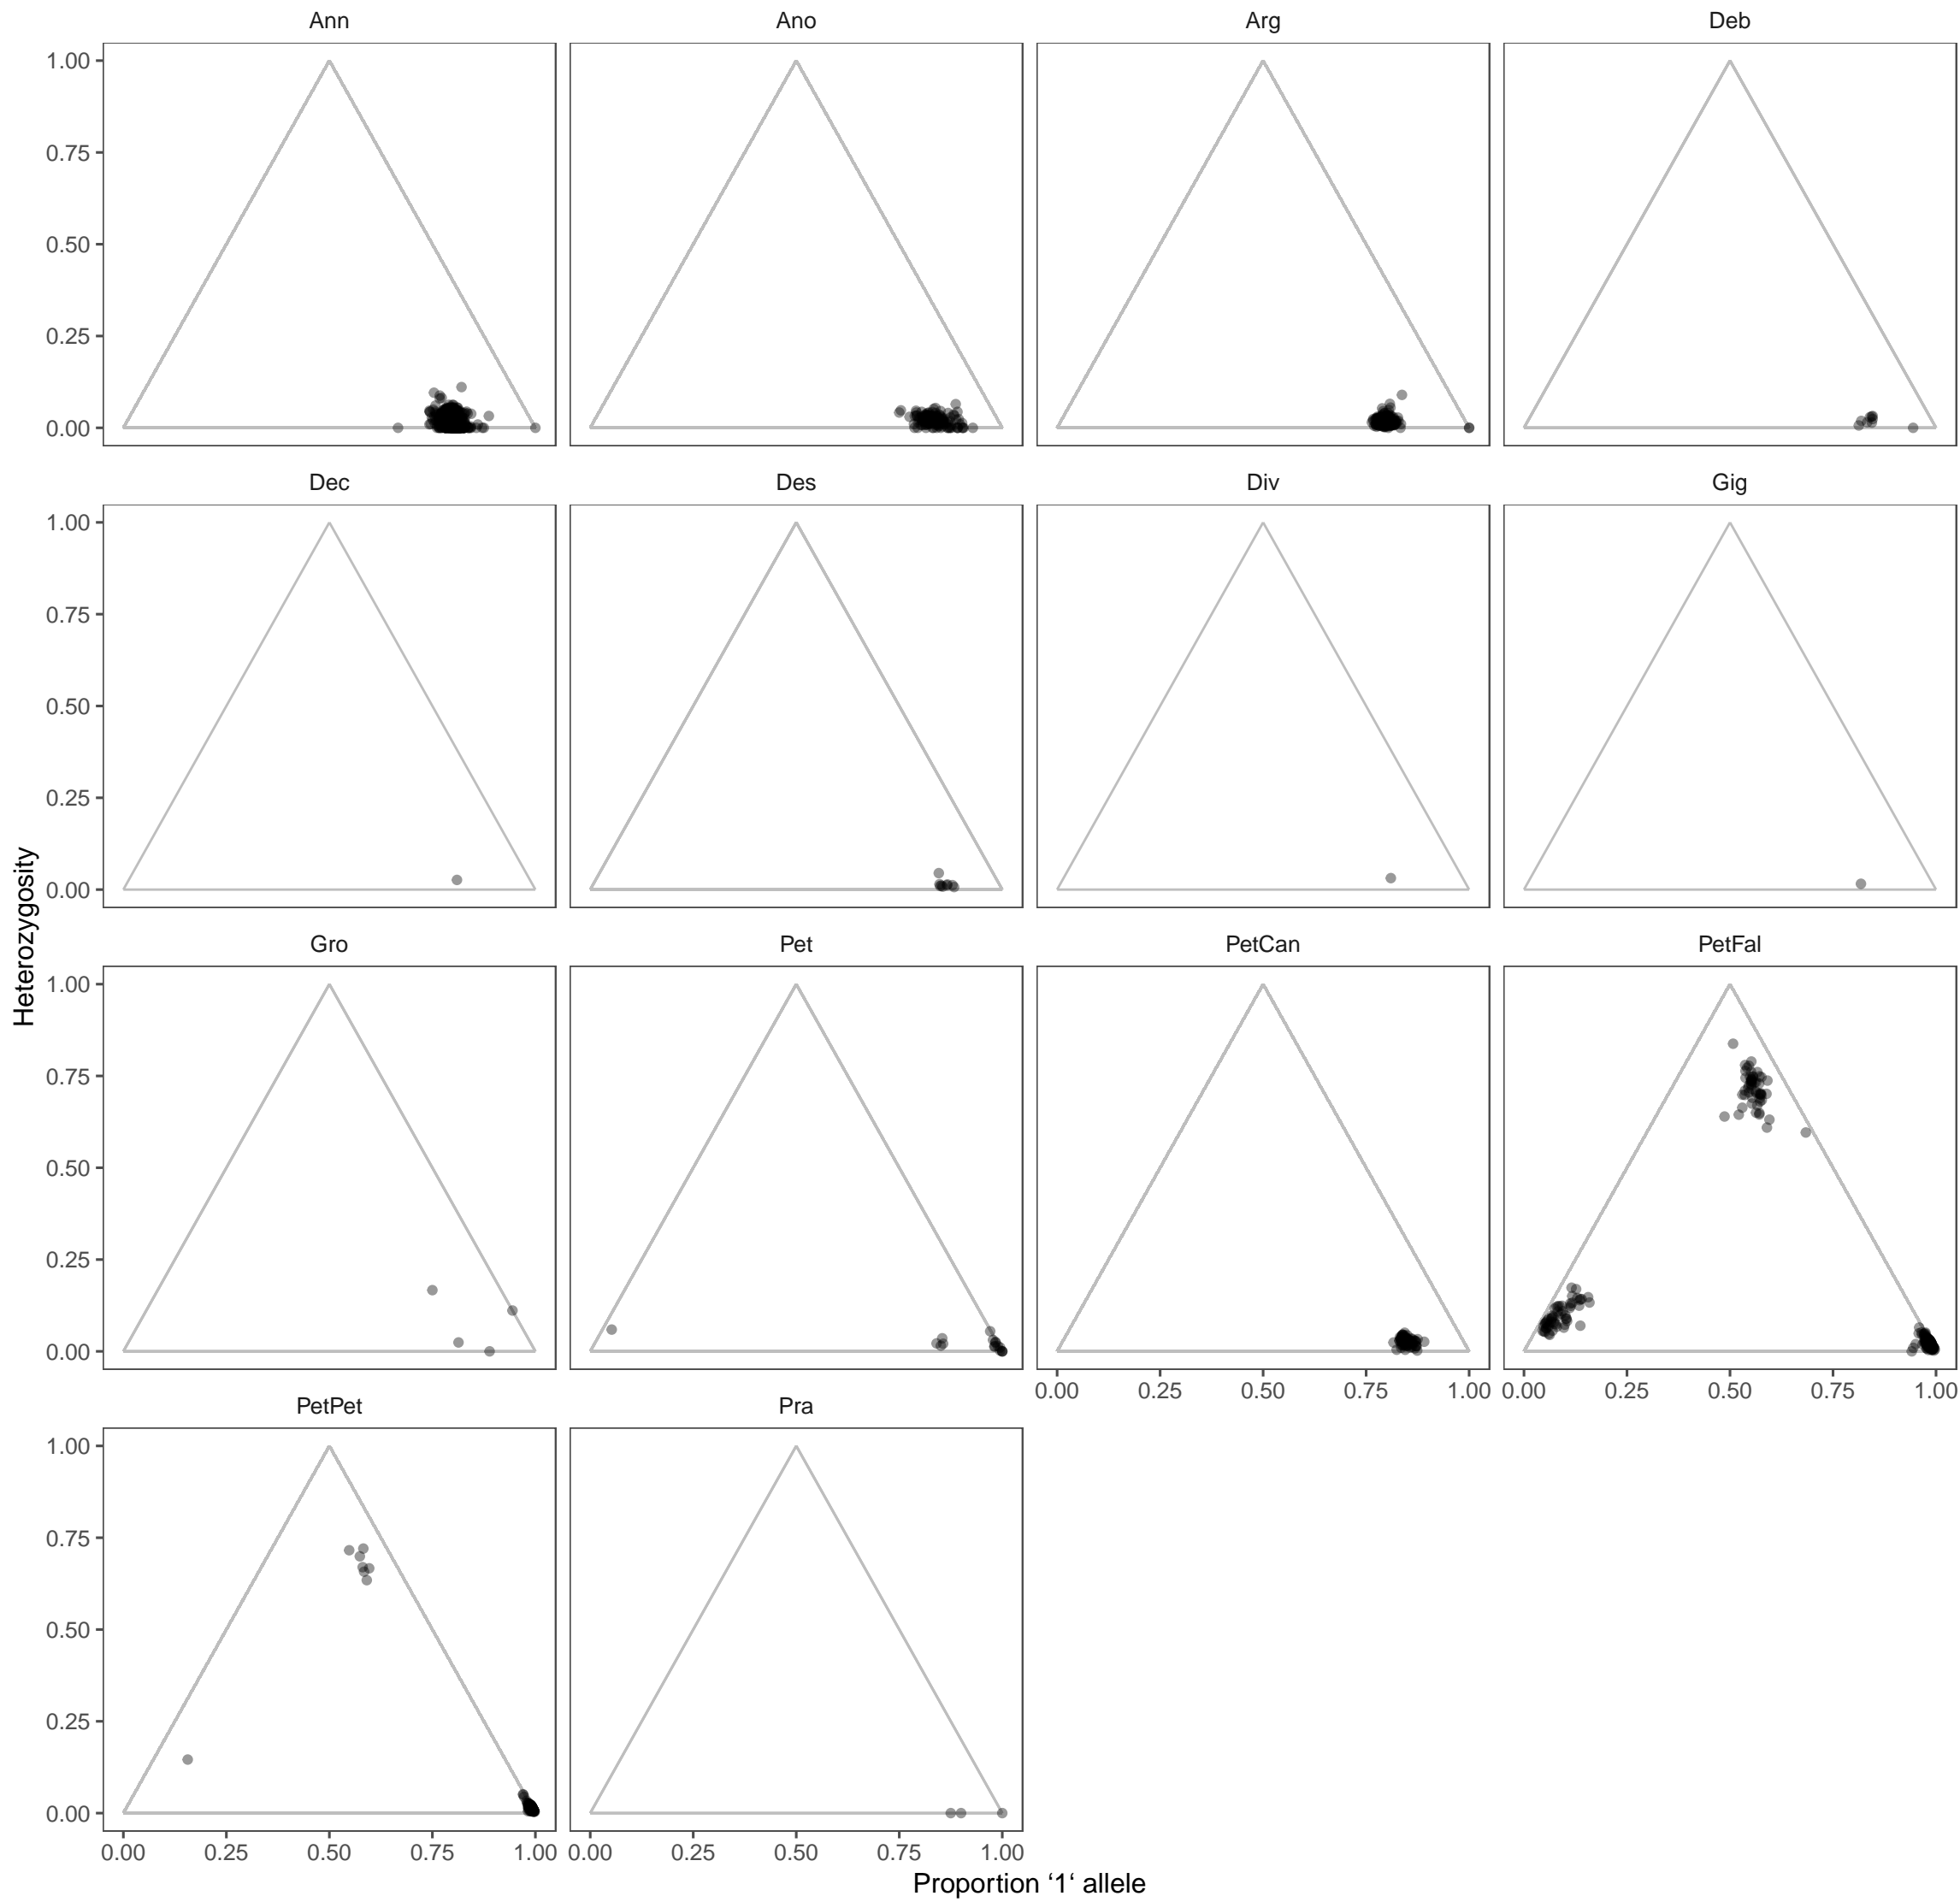 Ann Ano Arg Deb
1.00
0.75
0.50
0.25
0.00
Dec Des Div Gig
1.00
0.75
0.50
0.25
0.00
Heterozygosity
Gro Pet PetCan PetFal
1.00
0.75
0.50
0.25
0.00
0.00 0.25 0.50 0.75 1.00 0.00 0.25 0.50 0.75 1.00
PetPet Pra
1.00
0.75
0.50
0.25
0.00
0.00 0.25 0.50 0.75 1.00 0.00 0.25 0.50 0.75 1.00
Proportion ‘1‘ allele